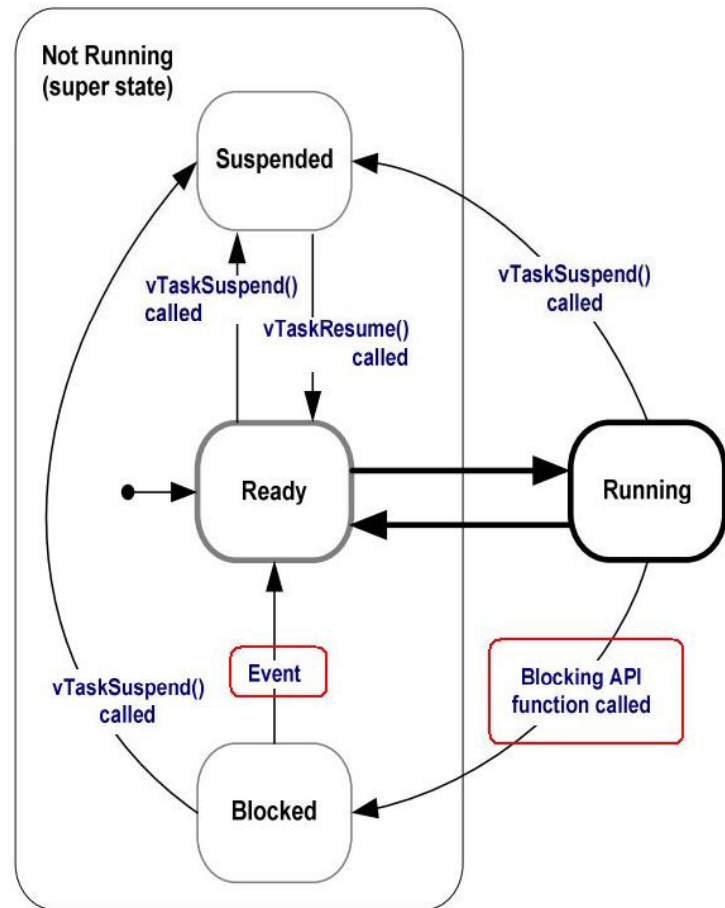 Not Running
(super state)
Suspended
vTaskSuspend()
called
vTaskResume()
called
vTaskSuspend()
called
Ready
Running
Event
Blocking API
function called
vTaskSuspend()
called
Blocked